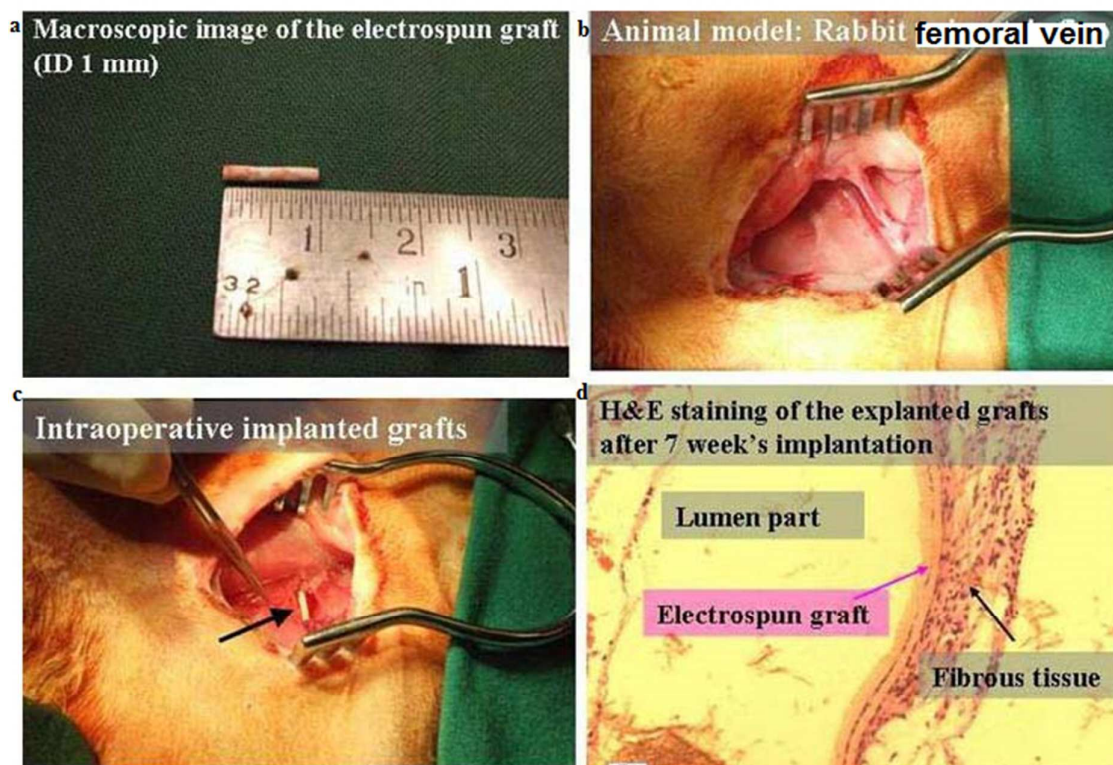 a
Macroscopic image of the electrospun graft
(ID 1 mm)
1 2 3
3 2
in 1
b
Animal model: Rabbit femoral vein
c
Intraoperative implanted grafts
d
H&E staining of the explanted grafts
after 7 week's implantation
Lumen part
Electrospun graft
Fibrous tissue